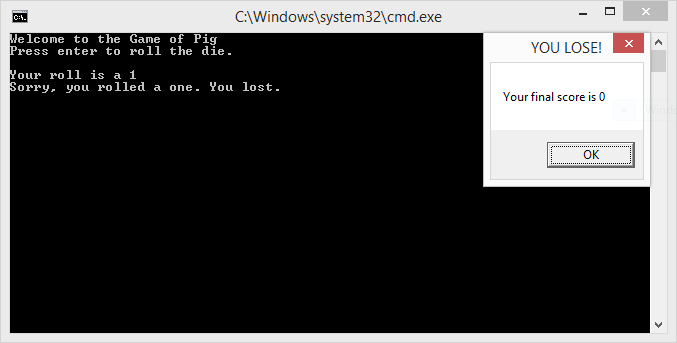 C:\Windows\system32\cmd.exe
Welcome to the Game of Pig
Press enter to roll the die.
Your roll is a 1
Sorry, you rolled a one. You lost.
YOU LOSE!
Your final score is 0
OK